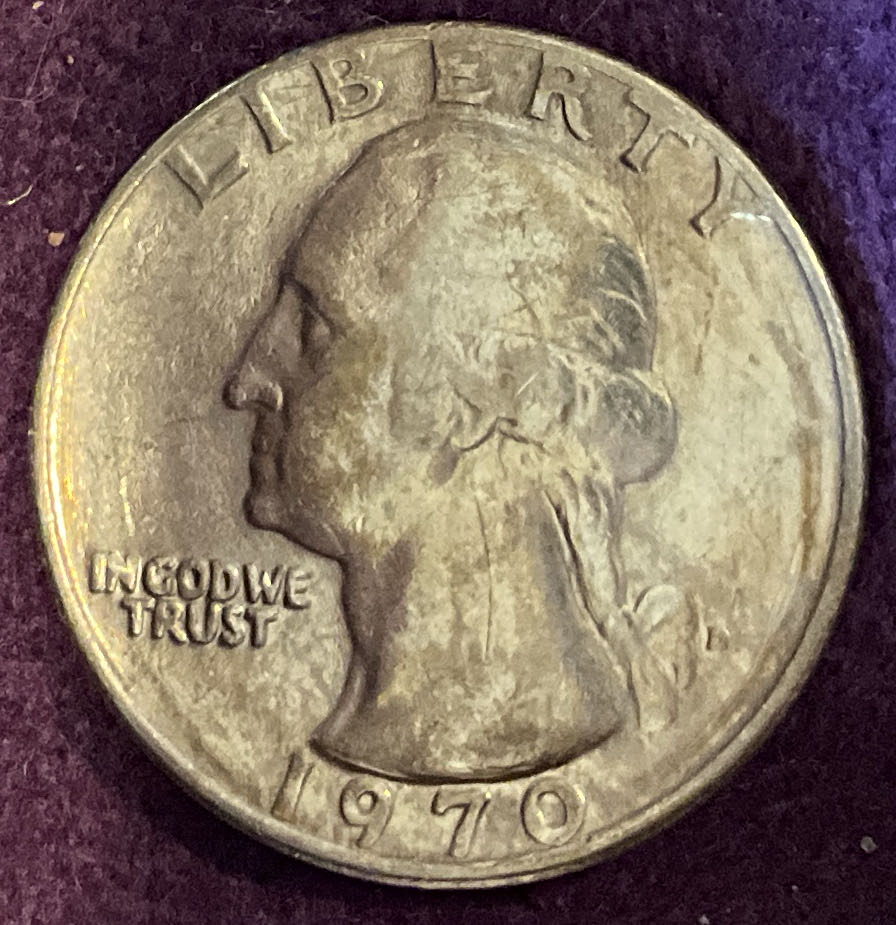 LIBERTY
IN GOD WE
TRUST
D
1970